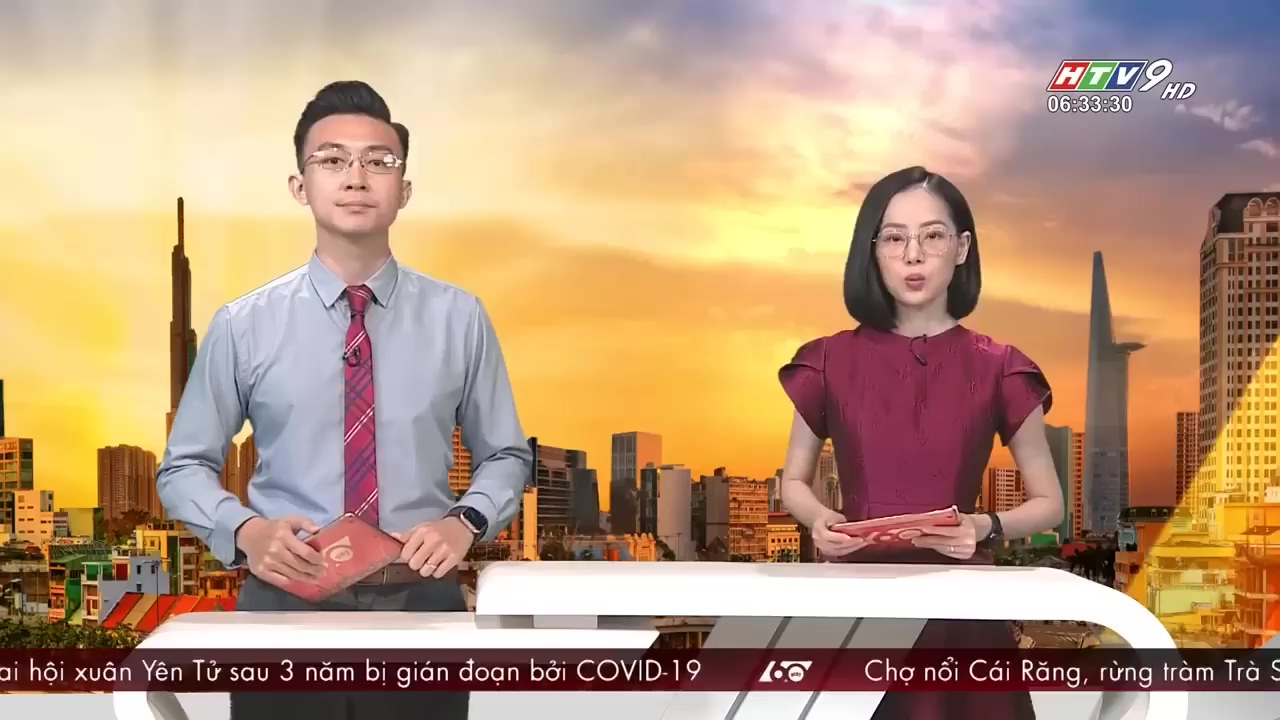 HTV9 HD
06:33:30
ai hội xuân Yên Tử sau 3 năm bị gián đoạn bởi COVID-19 60 Chợ nổi Cái Răng, rừng tràm Trà S